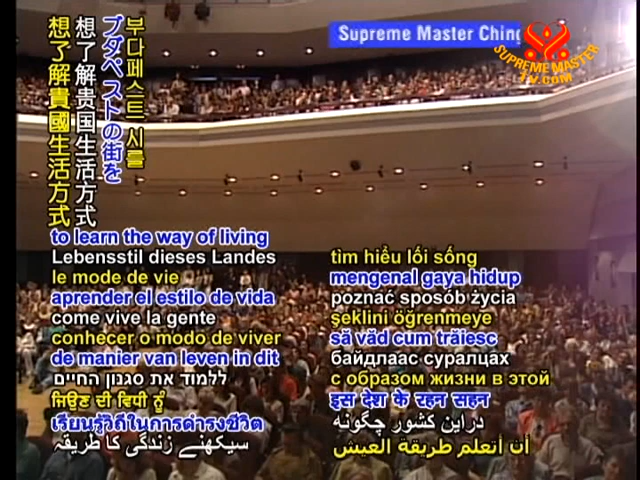 Supreme Master Ching
SUPREME MASTER
TV.COM
부다페스트 시를
ブダペストの街を
想了解贵国生活方式
想了解貴國生活方式
to learn the way of living
Lebensstil dieses Landes
le mode de vie
aprender el estilo de vida
come vive la gente
conhecer o modo de viver
de manier van leven in dit
ללמוד את סגנון החיים
ਜਿਉਣ ਦੀ ਵਿਧੀ ਨੂੰ
เรียนรู้วิถีในการดำรงชีวิต
سیکھنے زندگی کا طریقہ
tìm hiểu lối sống
mengenal gaya hidup
poznać sposób życia
şeklini öğrenmeye
să văd cum trăiesc
байдлаас суралцах
с образом жизни в этой
इस देश के रहन सहन
دراین کشور چگونه
أن أتعلم طريقة العيش